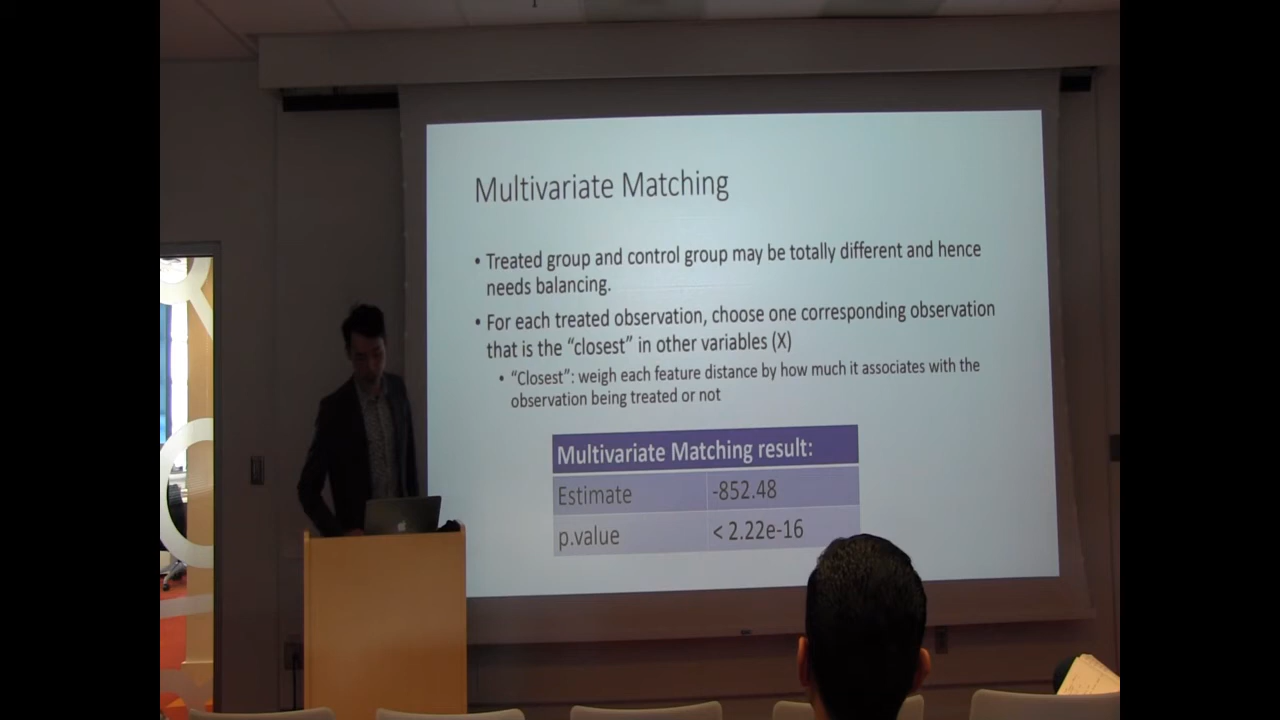 Multivariate Matching
• Treated group and control group may be totally different and hence
needs balancing.
• For each treated observation, choose one corresponding observation
that is the “closest” in other variables (X)
• “Closest”: weigh each feature distance by how much it associates with the
observation being treated or not
Multivariate Matching result:
Estimate -852.48
p.value < 2.22e-16